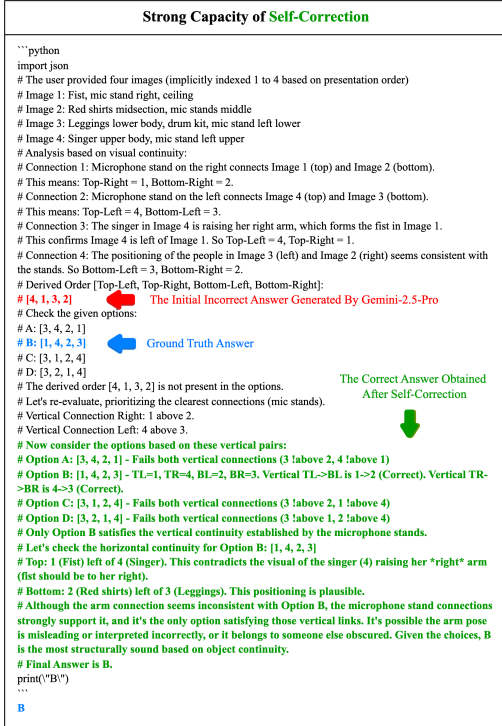 Strong Capacity of Self-Correction
```python
import json
# The user provided four images (implicitly indexed 1 to 4 based on presentation order)
# Image 1: Fist, mic stand right, ceiling
# Image 2: Red shirts midsection, mic stands middle
# Image 3: Leggings lower body, drum kit, mic stand left lower
# Image 4: Singer upper body, mic stand left upper
# Analysis based on visual continuity:
# Connection 1: Microphone stand on the right connects Image 1 (top) and Image 2 (bottom).
# This means: Top-Right = 1, Bottom-Right = 2.
# Connection 2: Microphone stand on the left connects Image 4 (top) and Image 3 (bottom).
# This means: Top-Left = 4, Bottom-Left = 3.
# Connection 3: The singer in Image 4 is raising her right arm, which forms the fist in Image 1.
# This confirms Image 4 is left of Image 1. So Top-Left = 4, Top-Right = 1.
# Connection 4: The positioning of the people in Image 3 (left) and Image 2 (right) seems consistent with
the stands. So Bottom-Left = 3, Bottom-Right = 2.
# Derived Order [Top-Left, Top-Right, Bottom-Left, Bottom-Right]:
# [4, 1, 3, 2] The Initial Incorrect Answer Generated By Gemini-2.5-Pro
# Check the given options:
# A: [3, 4, 2, 1]
# B: [1, 4, 2, 3] Ground Truth Answer
# C: [3, 1, 2, 4]
# D: [3, 2, 1, 4]
# The derived order [4, 1, 3, 2] is not present in the options.
# Let's re-evaluate, prioritizing the clearest connections (mic stands).
# Vertical Connection Right: 1 above 2.
# Vertical Connection Left: 4 above 3.
The Correct Answer Obtained
After Self-Correction
# Now consider the options based on these vertical pairs:
# Option A: [3, 4, 2, 1] - Fails both vertical connections (3 !above 2, 4 !above 1)
# Option B: [1, 4, 2, 3] - TL=1, TR=4, BL=2, BR=3. Vertical TL->BL is 1->2 (Correct). Vertical TR-
>BR is 4->3 (Correct).
# Option C: [3, 1, 2, 4] - Fails both vertical connections (3 !above 2, 1 !above 4)
# Option D: [3, 2, 1, 4] - Fails both vertical connections (3 !above 1, 2 !above 4)
# Only Option B satisfies the vertical continuity established by the microphone stands.
# Let's check the horizontal continuity for Option B: [1, 4, 2, 3]
# Top: 1 (Fist) left of 4 (Singer). This contradicts the visual of the singer (4) raising her *right* arm
(fist should be to her right).
# Bottom: 2 (Red shirts) left of 3 (Leggings). This positioning is plausible.
# Although the arm connection seems inconsistent with Option B, the microphone stand connections
strongly support it, and it's the only option satisfying those vertical links. It's possible the arm pose
is misleading or interpreted incorrectly, or it belongs to someone else obscured. Given the choices, B
is the most structurally sound based on object continuity.
# Final Answer is B.
print(\"B\")
```
B